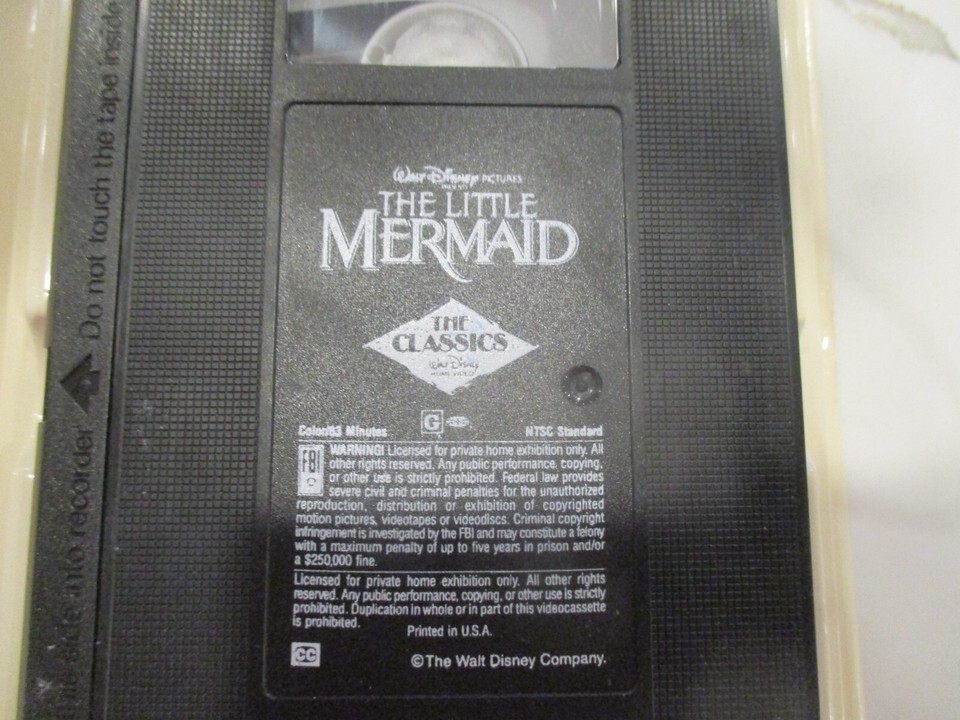 Do not touch the tape inside
side into recorder
Walt Disney PICTURES
PRESENTS
THE LITTLE
MERMAID
THE
CLASSICS
Walt Disney
HOME VIDEO
G
Color/83 Minutes NTSC Standard
FBI
WARNING! Licensed for private home exhibition only. All
other rights reserved. Any public performance, copying,
or other use is strictly prohibited. Federal law provides
severe civil and criminal penalties for the unauthorized
reproduction, distribution or exhibition of copyrighted
motion pictures, videotapes or videodiscs. Criminal copyright
infringement is investigated by the FBI and may constitute a felony
with a maximum penalty of up to five years in prison and/or
a $250,000 fine.
Licensed for private home exhibition only. All other rights
reserved. Any public performance, copying, or other use is strictly
prohibited. Duplication in whole or in part of this videocassette
is prohibited.
Printed in U.S.A.
CC
©The Walt Disney Company.